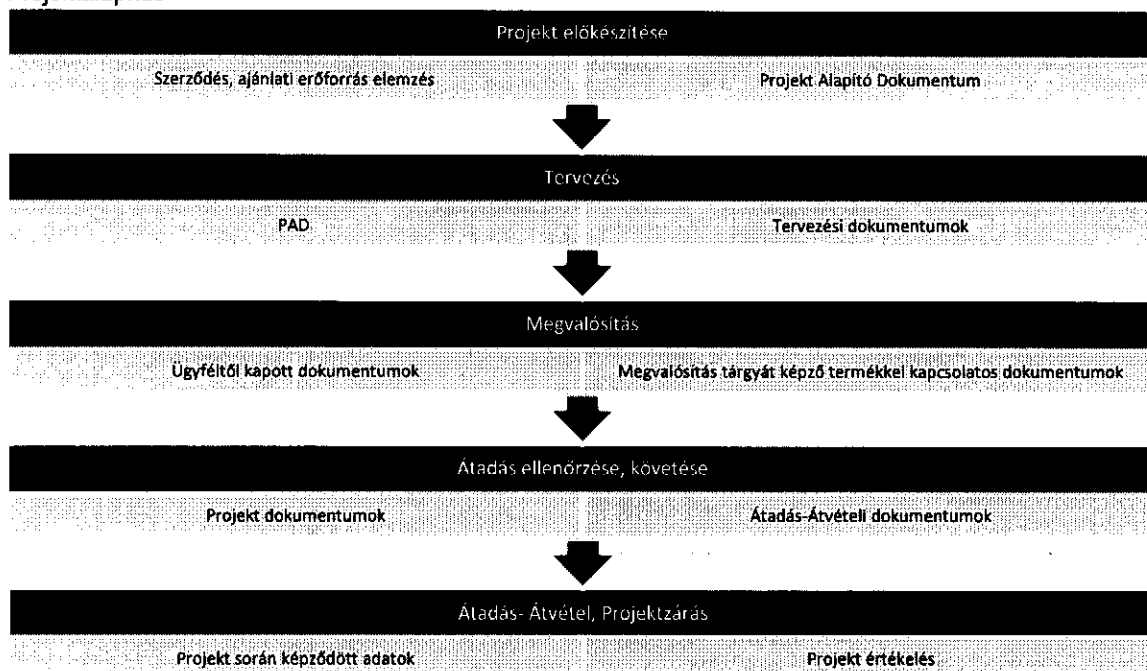 Projekt előkészítése
Szerződés, ajánlati erőforrás elemzés
Projekt Alapító Dokumentum
Tervezés
PAD
Tervezési dokumentumok
Megvalósítás
Ügyféltől kapott dokumentumok
Megvalósítás tárgyát képző termékkel kapcsolatos dokumentumok
Átadás ellenőrzése, követése
Projekt dokumentumok
Átadás-Átvételi dokumentumok
Átadás- Átvétel, Projektzárás
Projekt során képződött adatok
Projekt értékelés